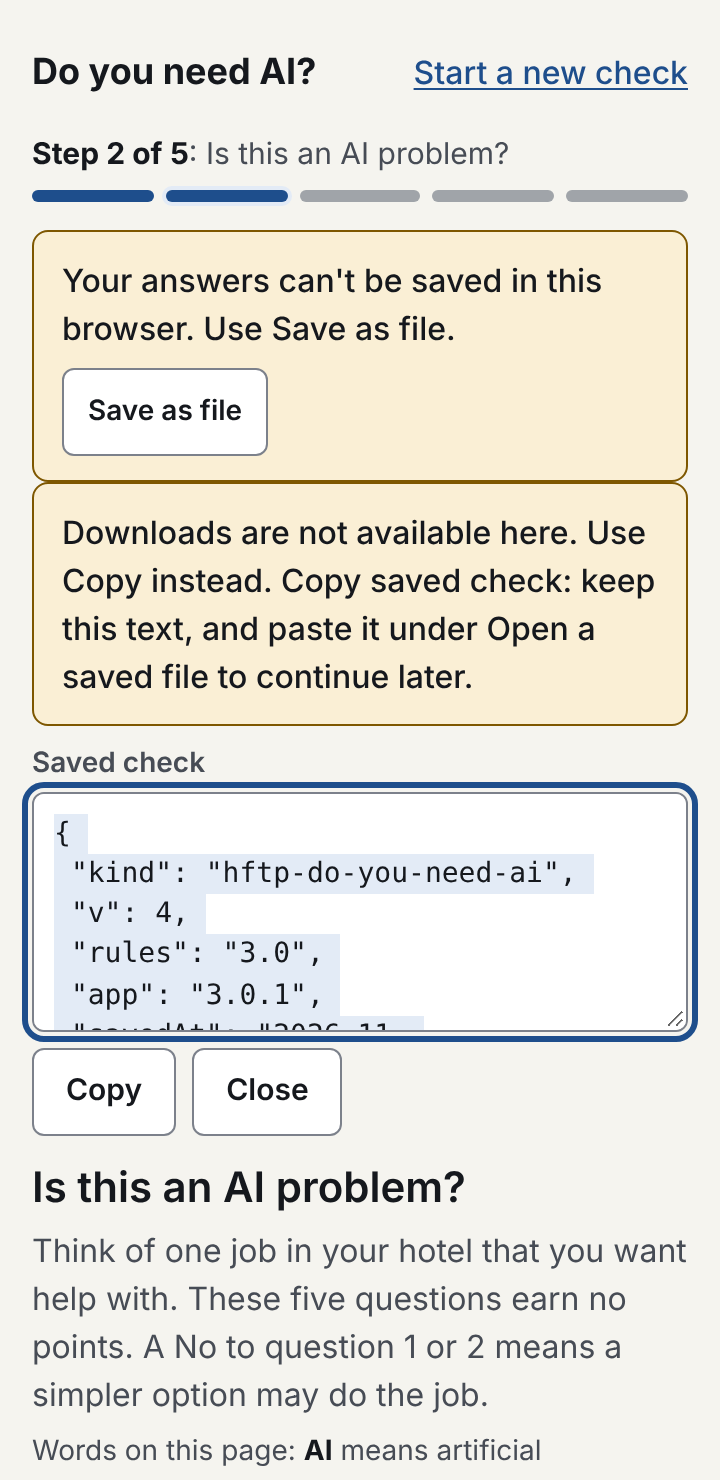 Do you need AI?
Start a new check
Step 2 of 5: Is this an AI problem?
Your answers can't be saved in this
browser. Use Save as file.
Save as file
Downloads are not available here. Use
Copy instead. Copy saved check: keep
this text, and paste it under Open a
saved file to continue later.
Saved check
{
"kind": "hftp-do-you-need-ai",
"v": 4,
"rules": "3.0",
"app": "3.0.1",
Copy
Close
Is this an AI problem?
Think of one job in your hotel that you want
help with. These five questions earn no
points. A No to question 1 or 2 means a
simpler option may do the job.
Words on this page: AI means artificial